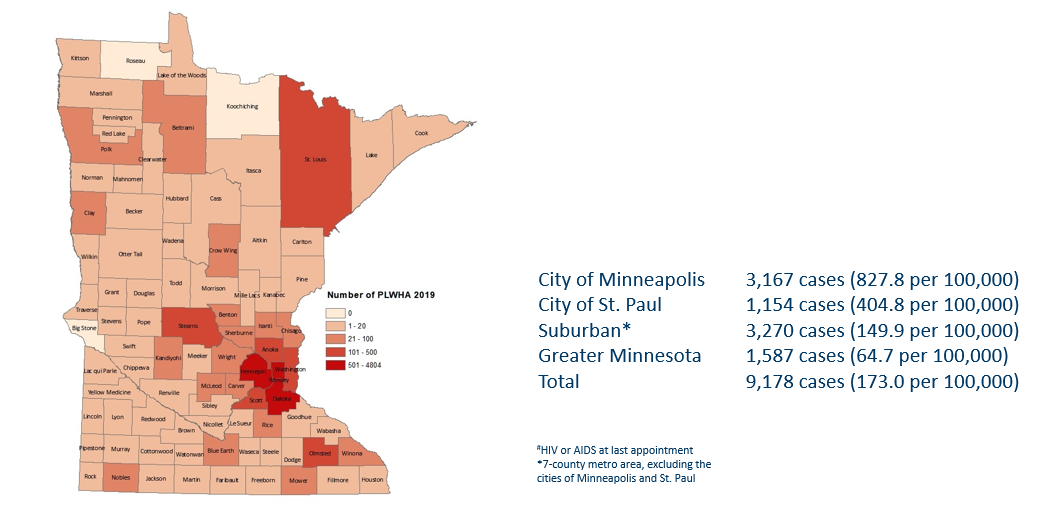 Kittson
Roseau
Lake of the Woods
Marshall
Koochiching
Pennington
Red Lake
Beltrami
Polk
Clearwater
St. Louis
Lake
Cook
Itasca
Norman
Mahnomen
Hubbard
Cass
Clay
Becker
Wadena
Crow Wing
Aitkin
Carlton
Wilkin
Otter Tail
Todd
Morrison
Mille Lacs
Kanabec
Pine
Grant
Douglas
Traverse
Stevens
Pope
Stearns
Benton
Sherburne
Isanti
Chisago
Big Stone
Swift
Kandiyohi
Meeker
Wright
Anoka
Hennepin
Washington
Ramsey
Lac qui Parle
Chippewa
Yellow Medicine
Renville
McLeod
Carver
Scott
Dakota
Sibley
Lincoln
Lyon
Redwood
Brown
Nicollet
Le Sueur
Rice
Goodhue
Wabasha
Pipestone
Murray
Cottonwood
Watonwan
Blue Earth
Waseca
Steele
Dodge
Olmsted
Winona
Rock
Nobles
Jackson
Martin
Faribault
Freeborn
Mower
Fillmore
Houston
Number of PLWHA 2019
0
1 - 20
21 - 100
101 - 500
501 - 4804
City of Minneapolis 3,167 cases (827.8 per 100,000)
City of St. Paul 1,154 cases (404.8 per 100,000)
Suburban* 3,270 cases (149.9 per 100,000)
Greater Minnesota 1,587 cases (64.7 per 100,000)
Total 9,178 cases (173.0 per 100,000)
#HIV or AIDS at last appointment
*7-county metro area, excluding the
cities of Minneapolis and St. Paul